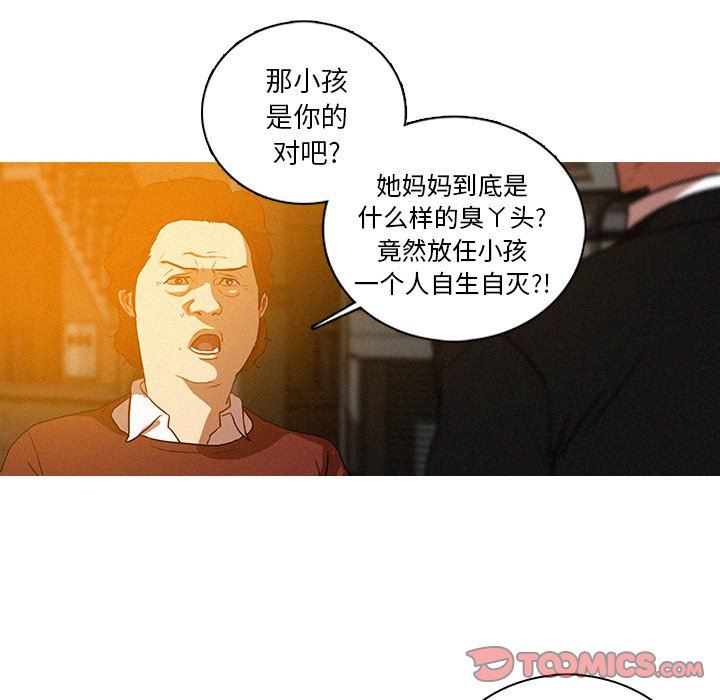 那小孩
是你的
对吧?
她妈妈到底是
什么样的臭丫头?
竟然放任小孩
一个人自生自灭?!
TOOMICS.COM